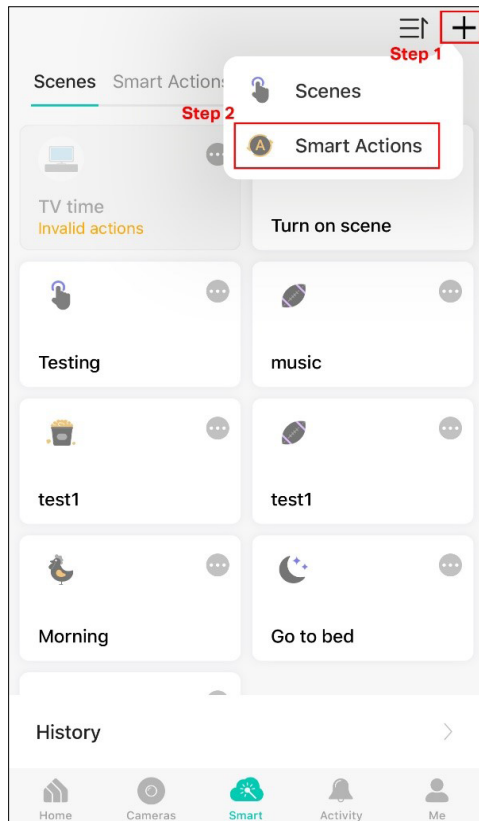 Step 1
Scenes Smart Actions
Scenes
Step 2
A Smart Actions
TV time
Invalid actions
Turn on scene
Testing
music
test1
test1
Morning
Go to bed
History
Home Cameras Smart Activity Me